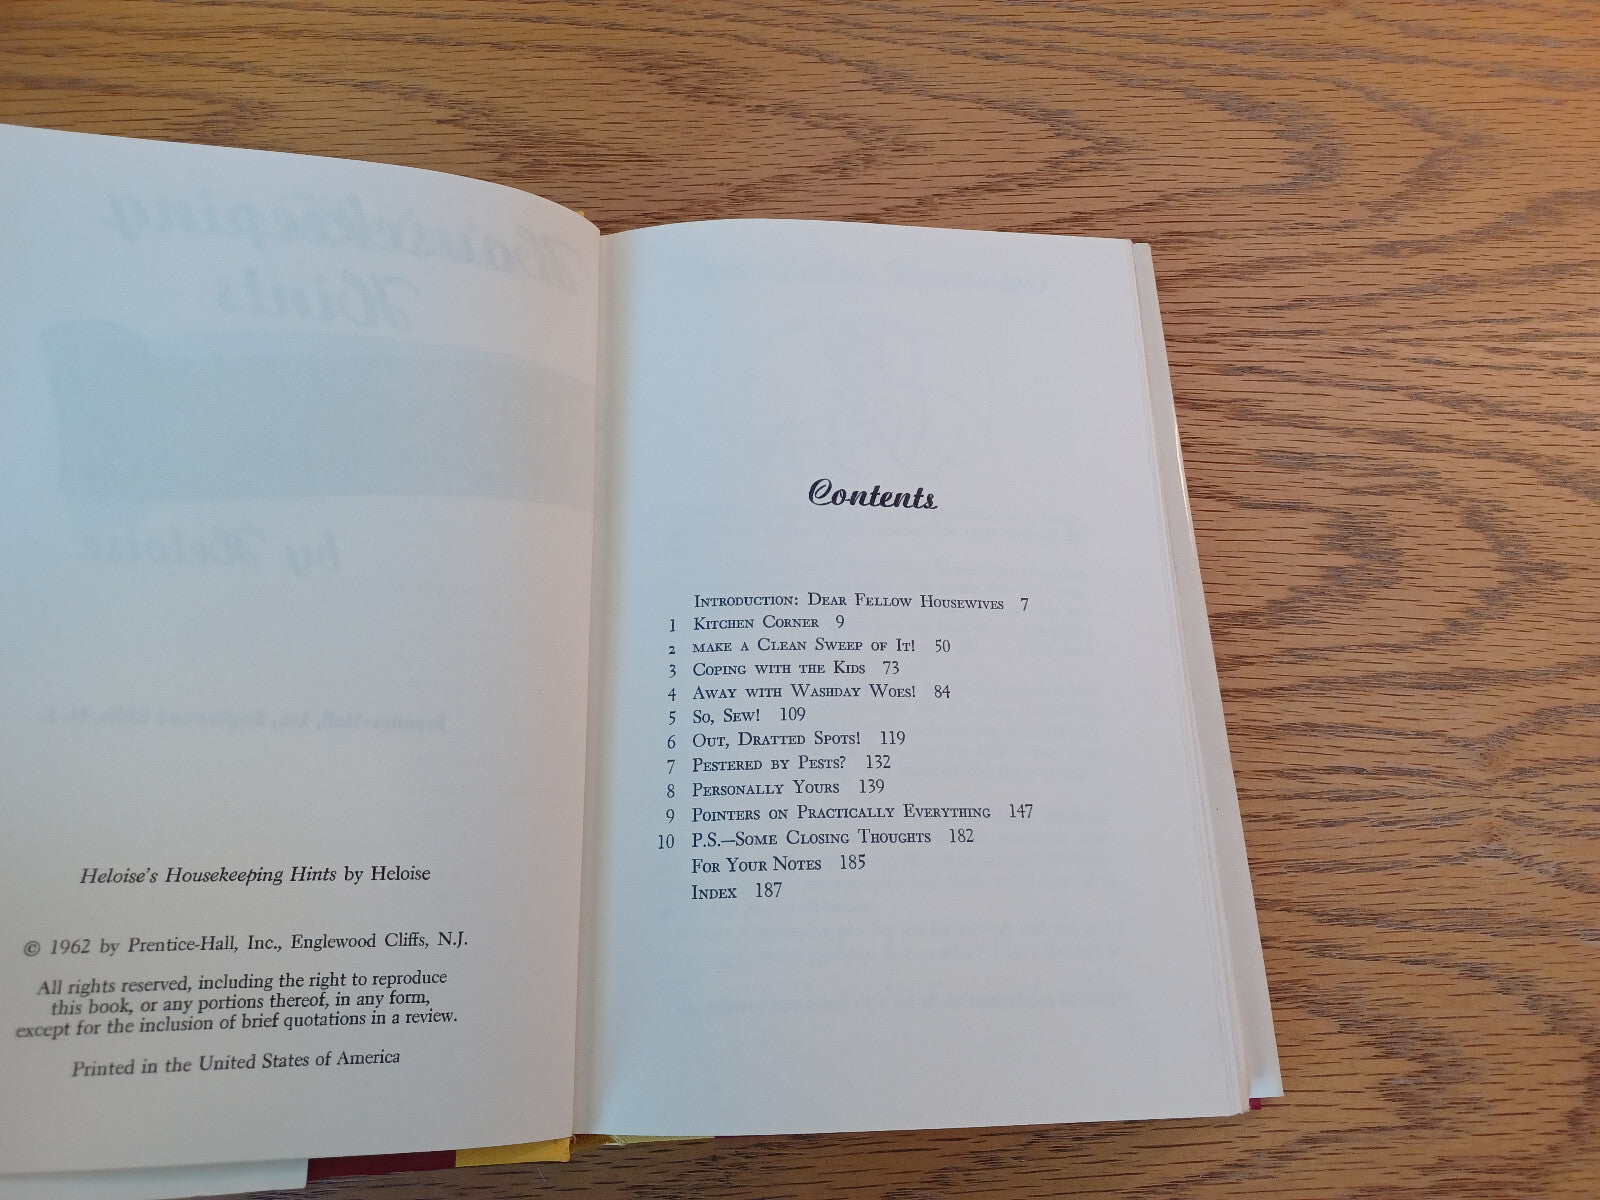 Heloise's Housekeeping Hints by Heloise
© 1962 by Prentice-Hall, Inc., Englewood Cliffs, N.J.
All rights reserved, including the right to reproduce
this book, or any portions thereof, in any form,
except for the inclusion of brief quotations in a review.
Printed in the United States of America
Contents
Introduction: Dear Fellow Housewives 7
1 Kitchen Corner 9
2 make a Clean Sweep of It! 50
3 Coping with the Kids 73
4 Away with Washday Woes! 84
5 So, Sew! 109
6 Out, Dratted Spots! 119
7 Pestered by Pests? 132
8 Personally Yours 139
9 Pointers on Practically Everything 147
10 P.S.—Some Closing Thoughts 182
For Your Notes 185
Index 187